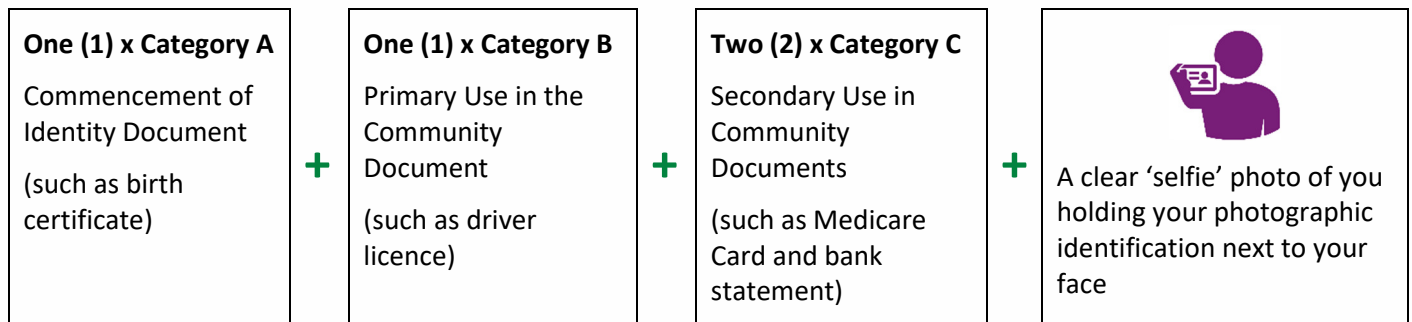 One (1) x Category A
Commencement of
Identity Document
(such as birth
certificate)
+
One (1) x Category B
Primary Use in the
Community
Document
(such as driver
licence)
+
Two (2) x Category C
Secondary Use in
Community
Documents
(such as Medicare
Card and bank
statement)
+
A clear ‘selfie’ photo of you
holding your photographic
identification next to your
face